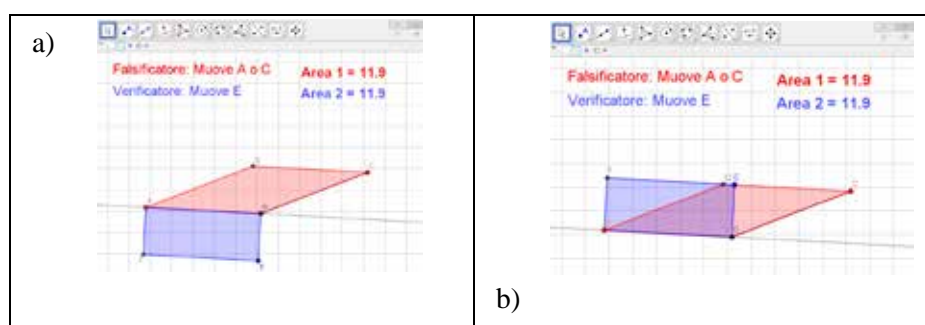 a)
Falsificatore: Muove A o C Area 1 = 11.9
Verificatore: Muove E Area 2 = 11.9
Falsificatore: Muove A o C Area 1 = 11.9
Verificatore: Muove E Area 2 = 11.9
b)